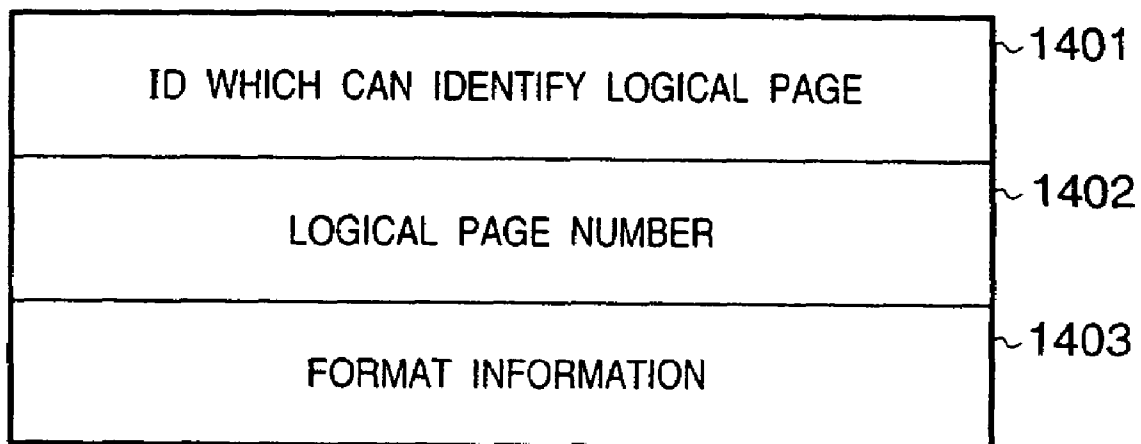 ID WHICH CAN IDENTIFY LOGICAL PAGE
1401
LOGICAL PAGE NUMBER
1402
FORMAT INFORMATION
1403